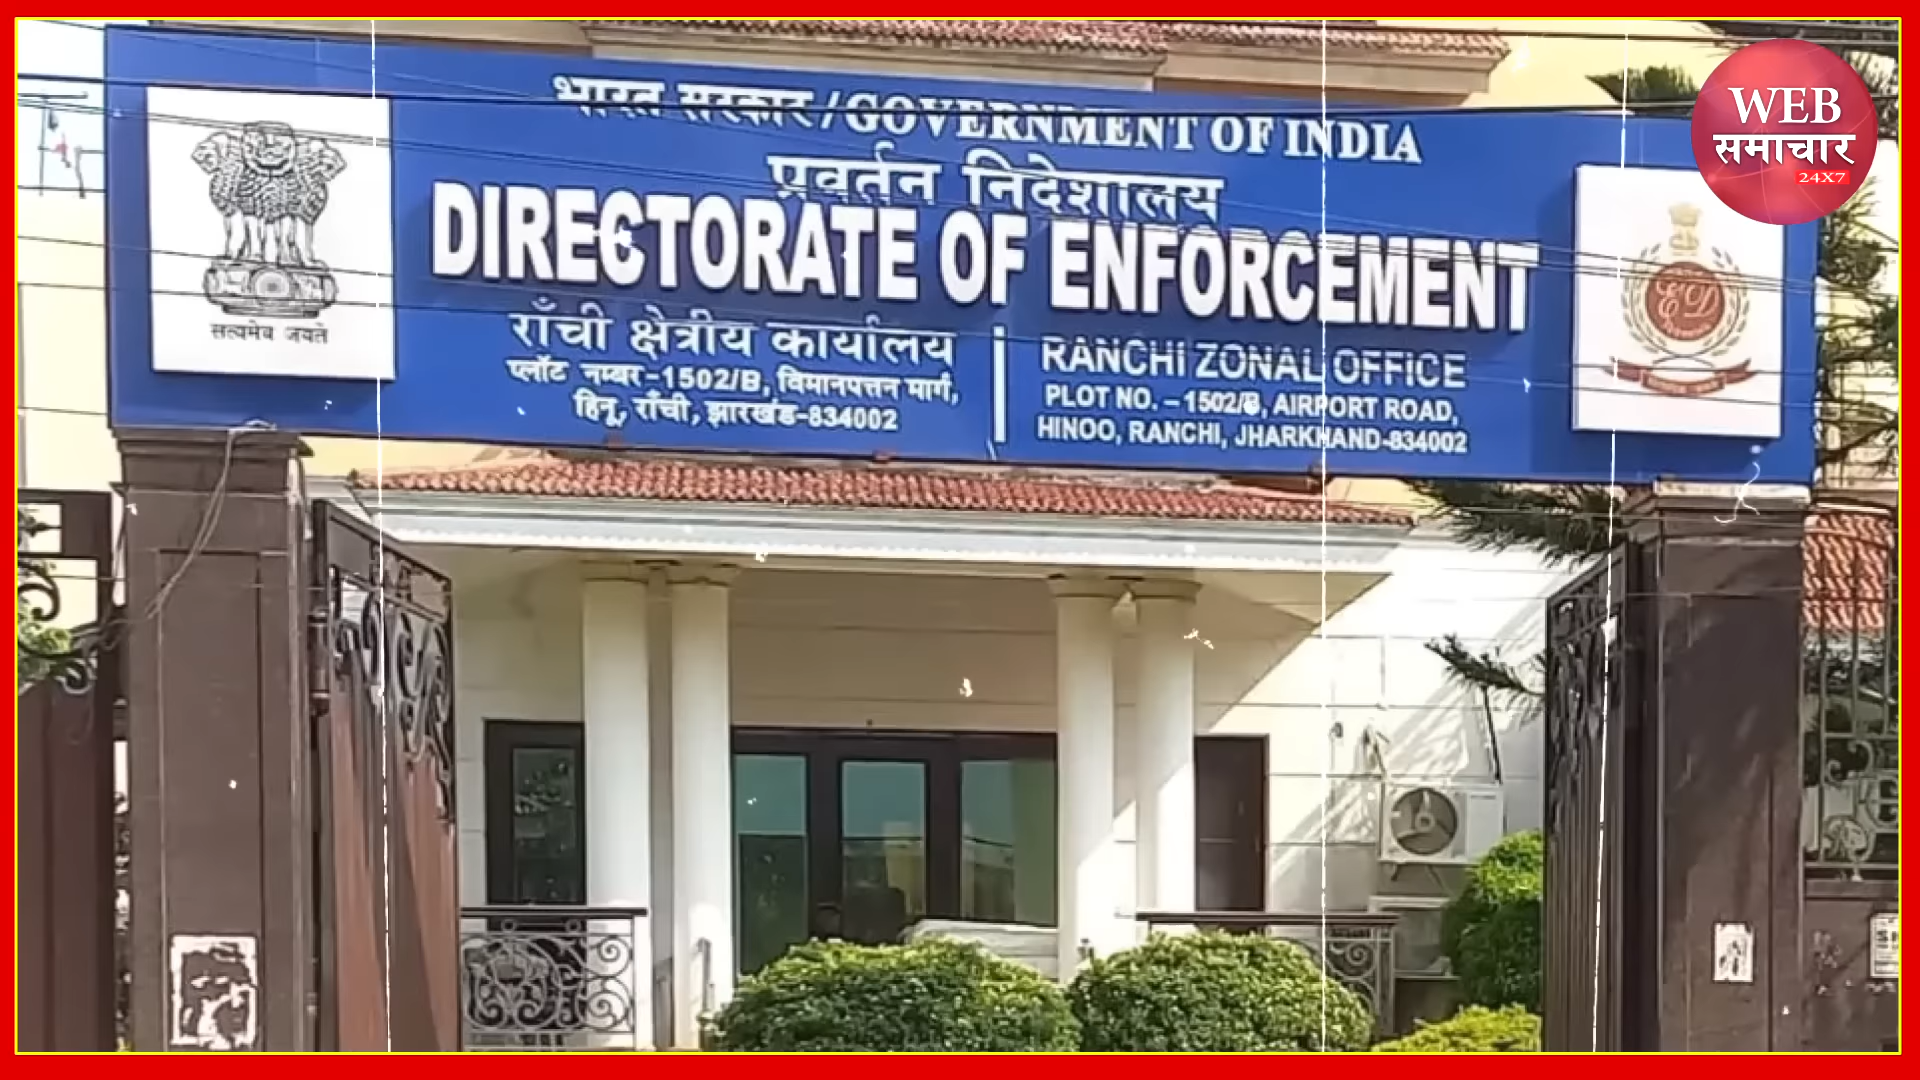 भारत सरकार / GOVERNMENT OF INDIA
प्रवर्तन निदेशालय
DIRECTORATE OF ENFORCEMENT
राँची क्षेत्रीय कार्यालय
प्लॉट नम्बर-1502/B, विमानपत्तन मार्ग,
हिनू, राँची, झारखंड-834002
RANCHI ZONAL OFFICE
PLOT NO. – 1502/B, AIRPORT ROAD,
HINOO, RANCHI, JHARKHAND-834002
सत्यमेव जयते
ED
WEB
समाचार
24X7